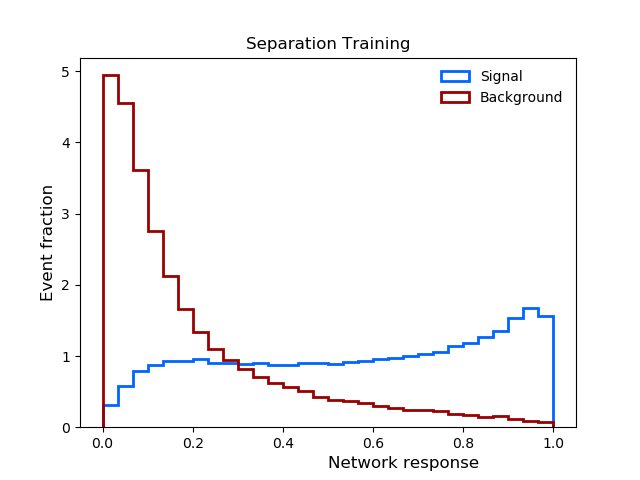 Separation Training
Signal
Background
Event fraction
5
4
3
2
1
0
0.0 0.2 0.4 0.6 0.8 1.0
Network response